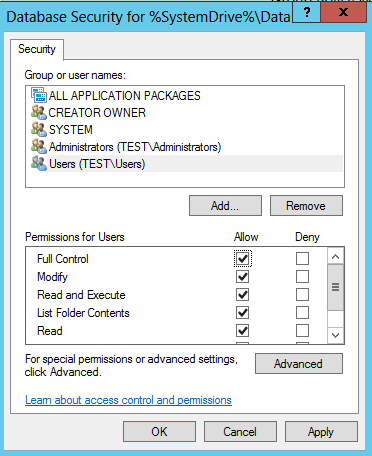 Database Security for %SystemDrive%\Data
?
x
Security
Group or user names:
ALL APPLICATION PACKAGES
CREATOR OWNER
SYSTEM
Administrators (TEST\Administrators)
Users (TEST\Users)
Add...
Remove
Permissions for Users Allow Deny
Full Control
Modify
Read and Execute
List Folder Contents
Read
For special permissions or advanced settings,
click Advanced.
Advanced
Learn about access control and permissions
OK
Cancel
Apply